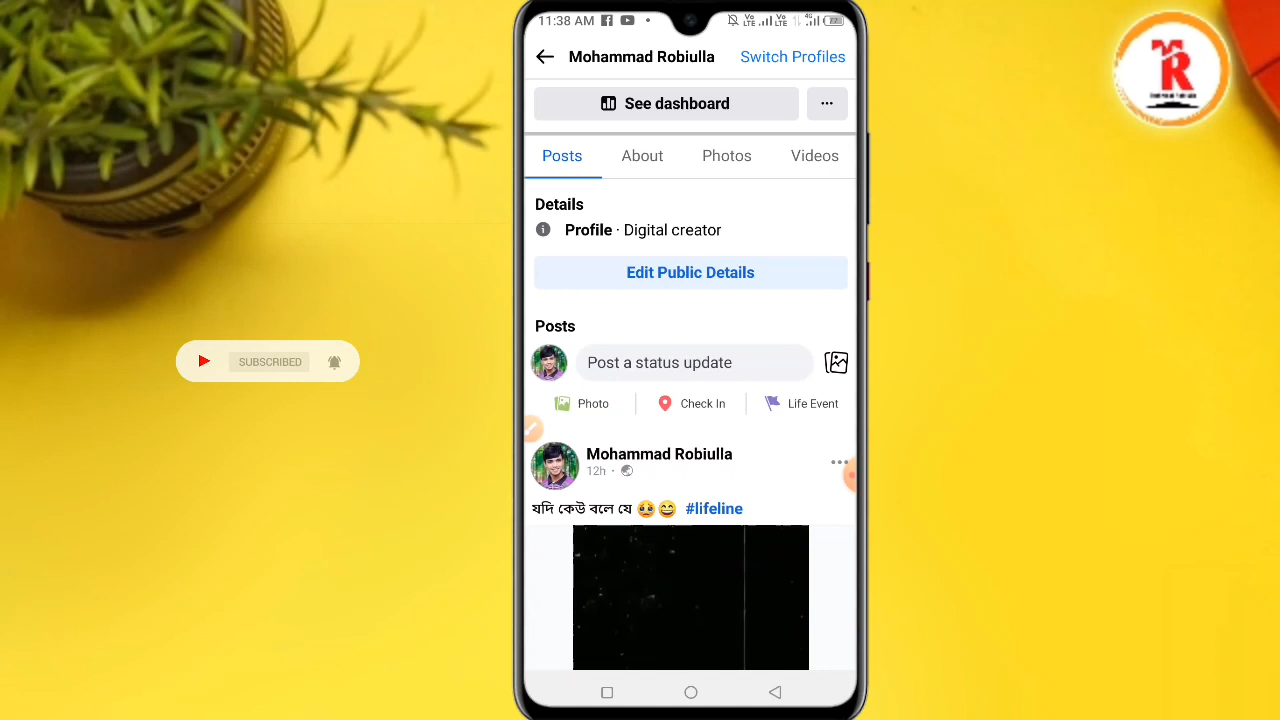 11:38 AM
Mohammad Robiulla Switch Profiles
See dashboard
Posts About Photos Videos
Details
Profile · Digital creator
Edit Public Details
Posts
Post a status update
Photo Check In Life Event
Mohammad Robiulla
12h ·
যদি কেউ বলে যে 🥺😄 #lifeline
SUBSCRIBED
MR